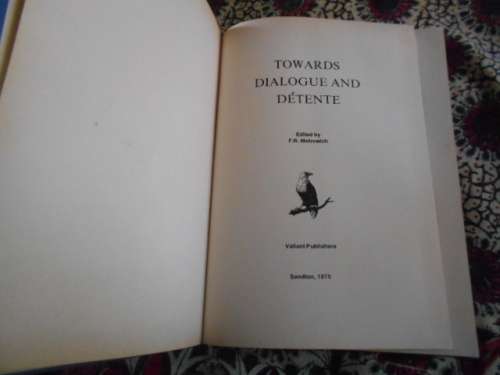 TOWARDS
DIALOGUE AND
DÉTENTE
Edited by
F.R. Metrowich
Valiant Publishers
Sandton, 1975